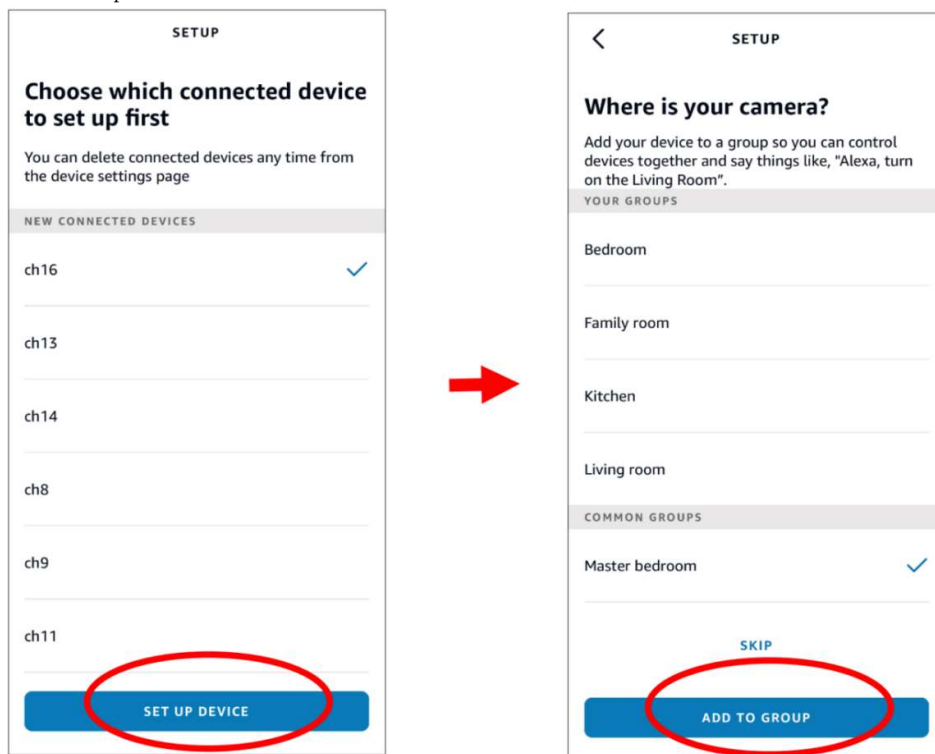 SETUP
Choose which connected device
to set up first
You can delete connected devices any time from
the device settings page
NEW CONNECTED DEVICES
ch16
ch13
ch14
ch8
ch9
ch11
SET UP DEVICE
SETUP
Where is your camera?
Add your device to a group so you can control
devices together and say things like, "Alexa, turn
on the Living Room".
YOUR GROUPS
Bedroom
Family room
Kitchen
Living room
COMMON GROUPS
Master bedroom
SKIP
ADD TO GROUP